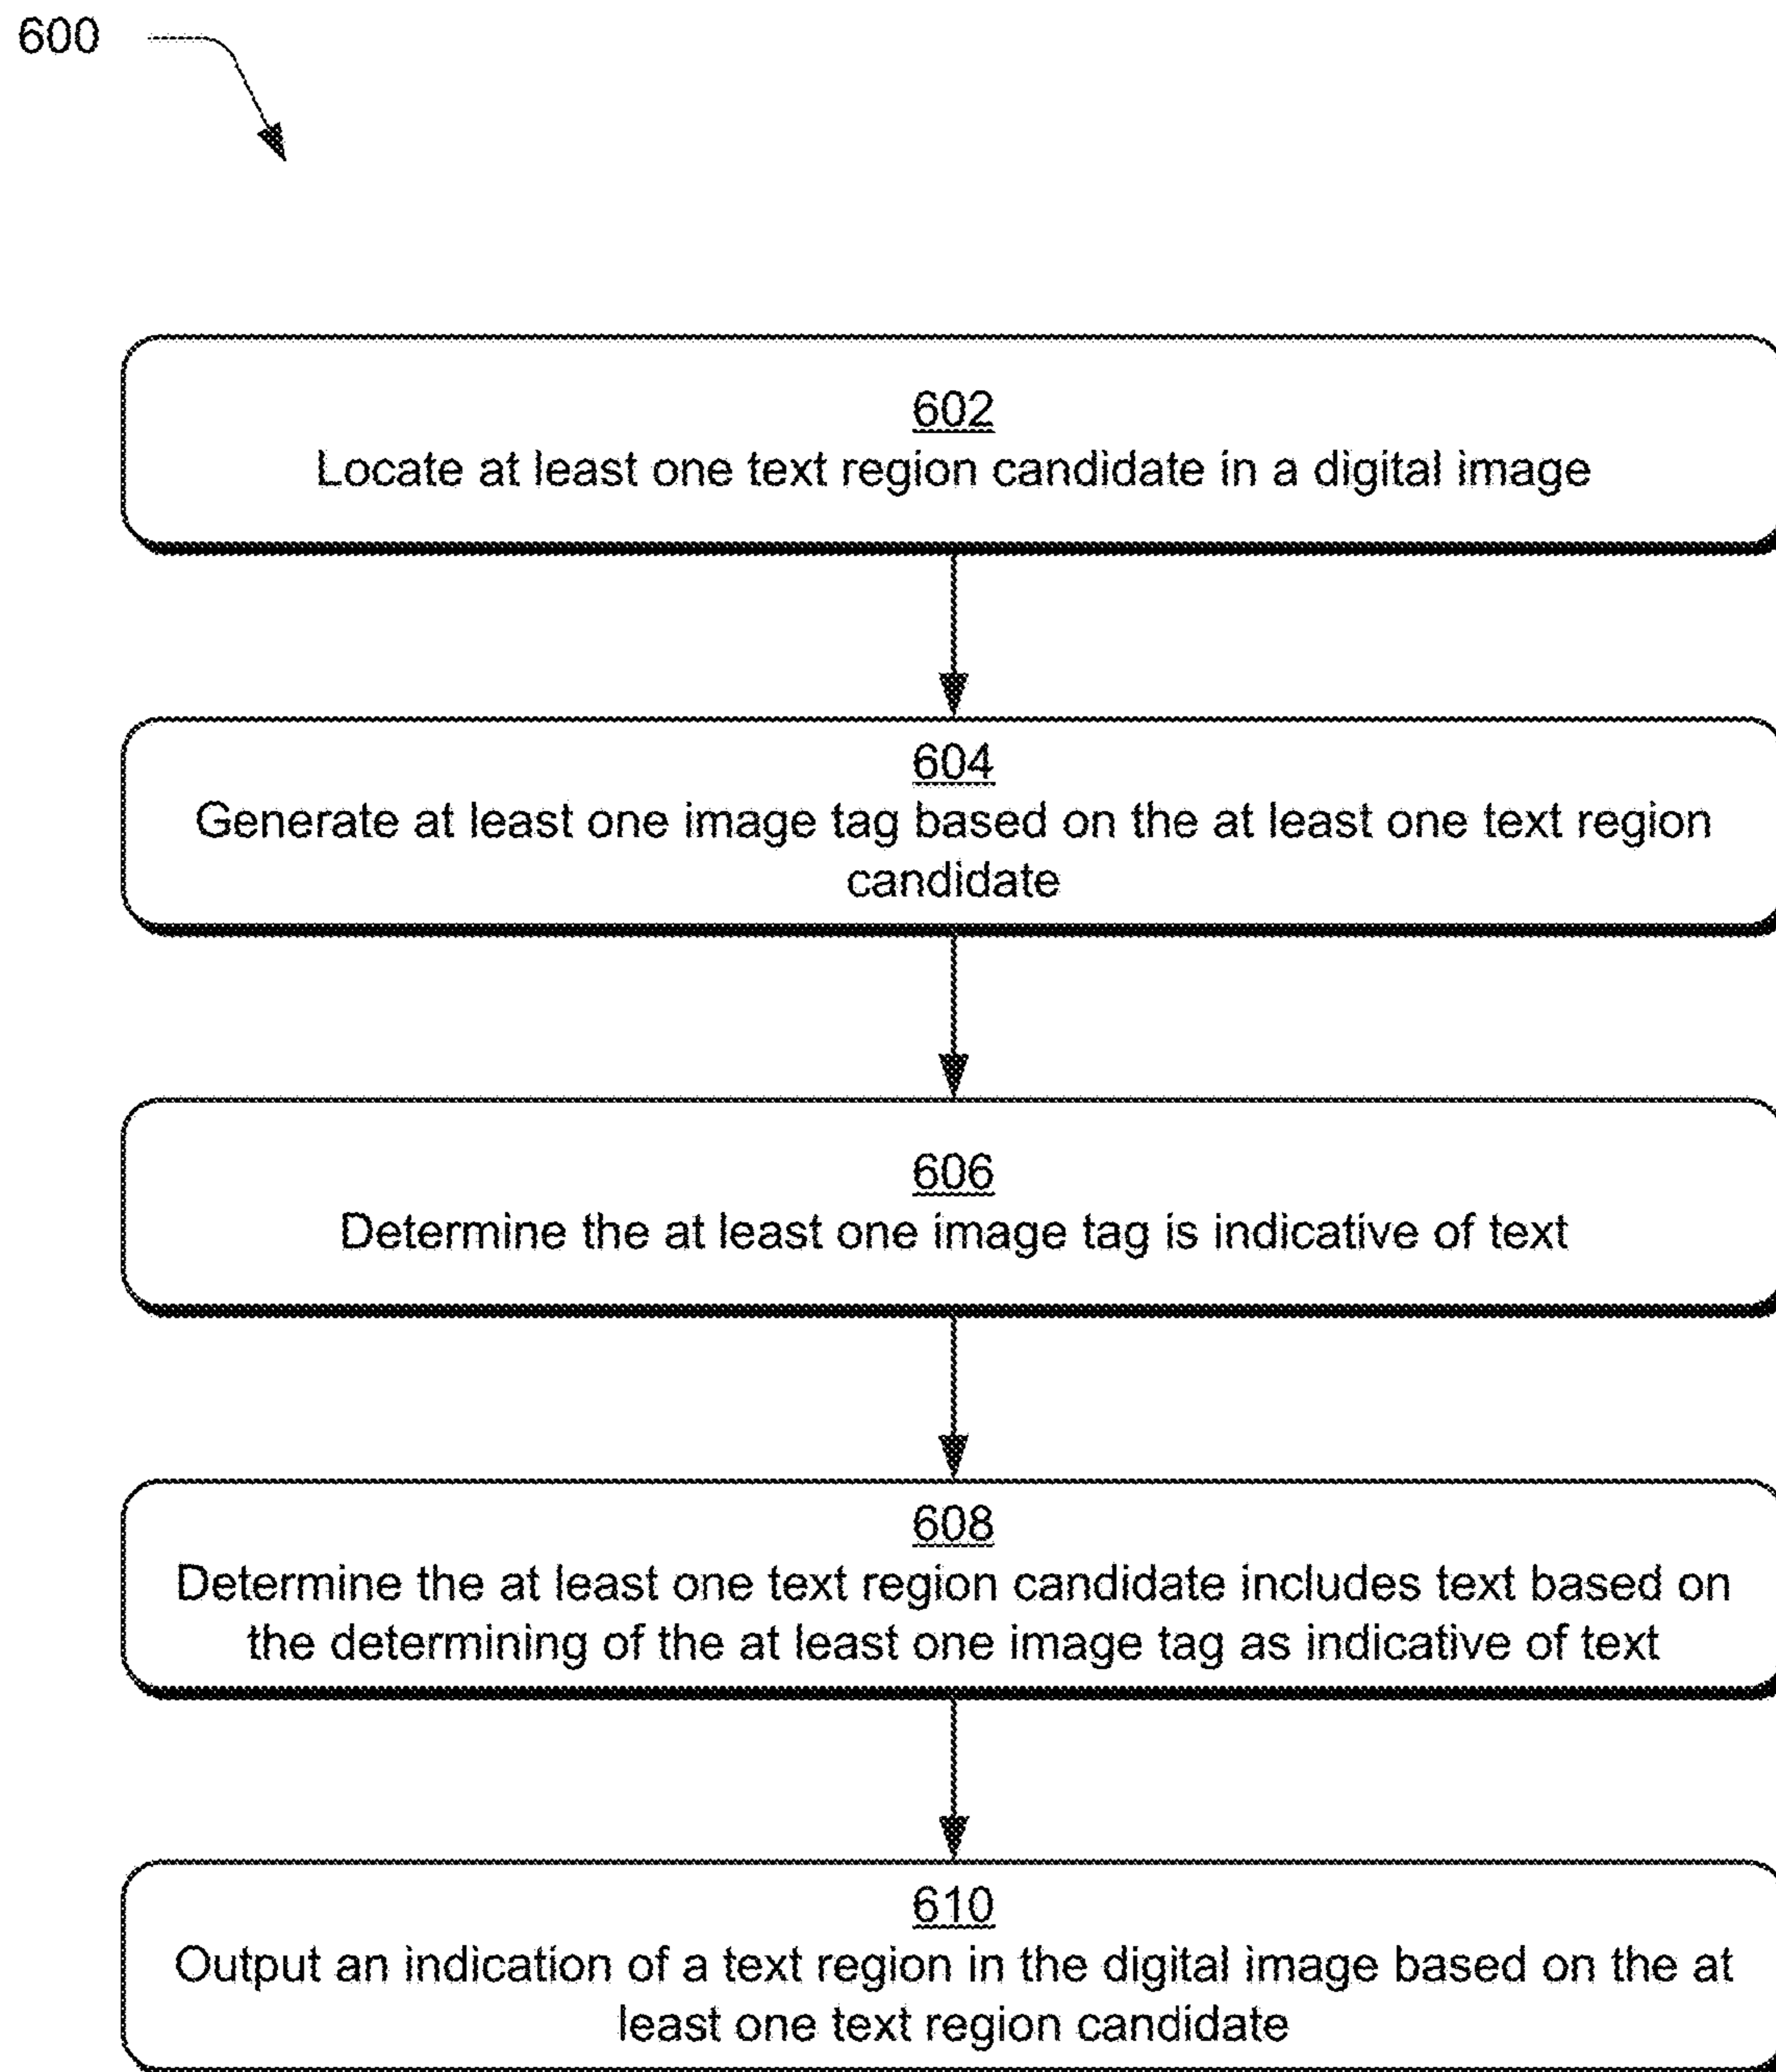 600
602
Locate at least one text region candidate in a digital image
604
Generate at least one image tag based on the at least one text region
candidate
606
Determine the at least one image tag is indicative of text
608
Determine the at least one text region candidate includes text based on
the determining of the at least one image tag as indicative of text
610
Output an indication of a text region in the digital image based on the at
least one text region candidate